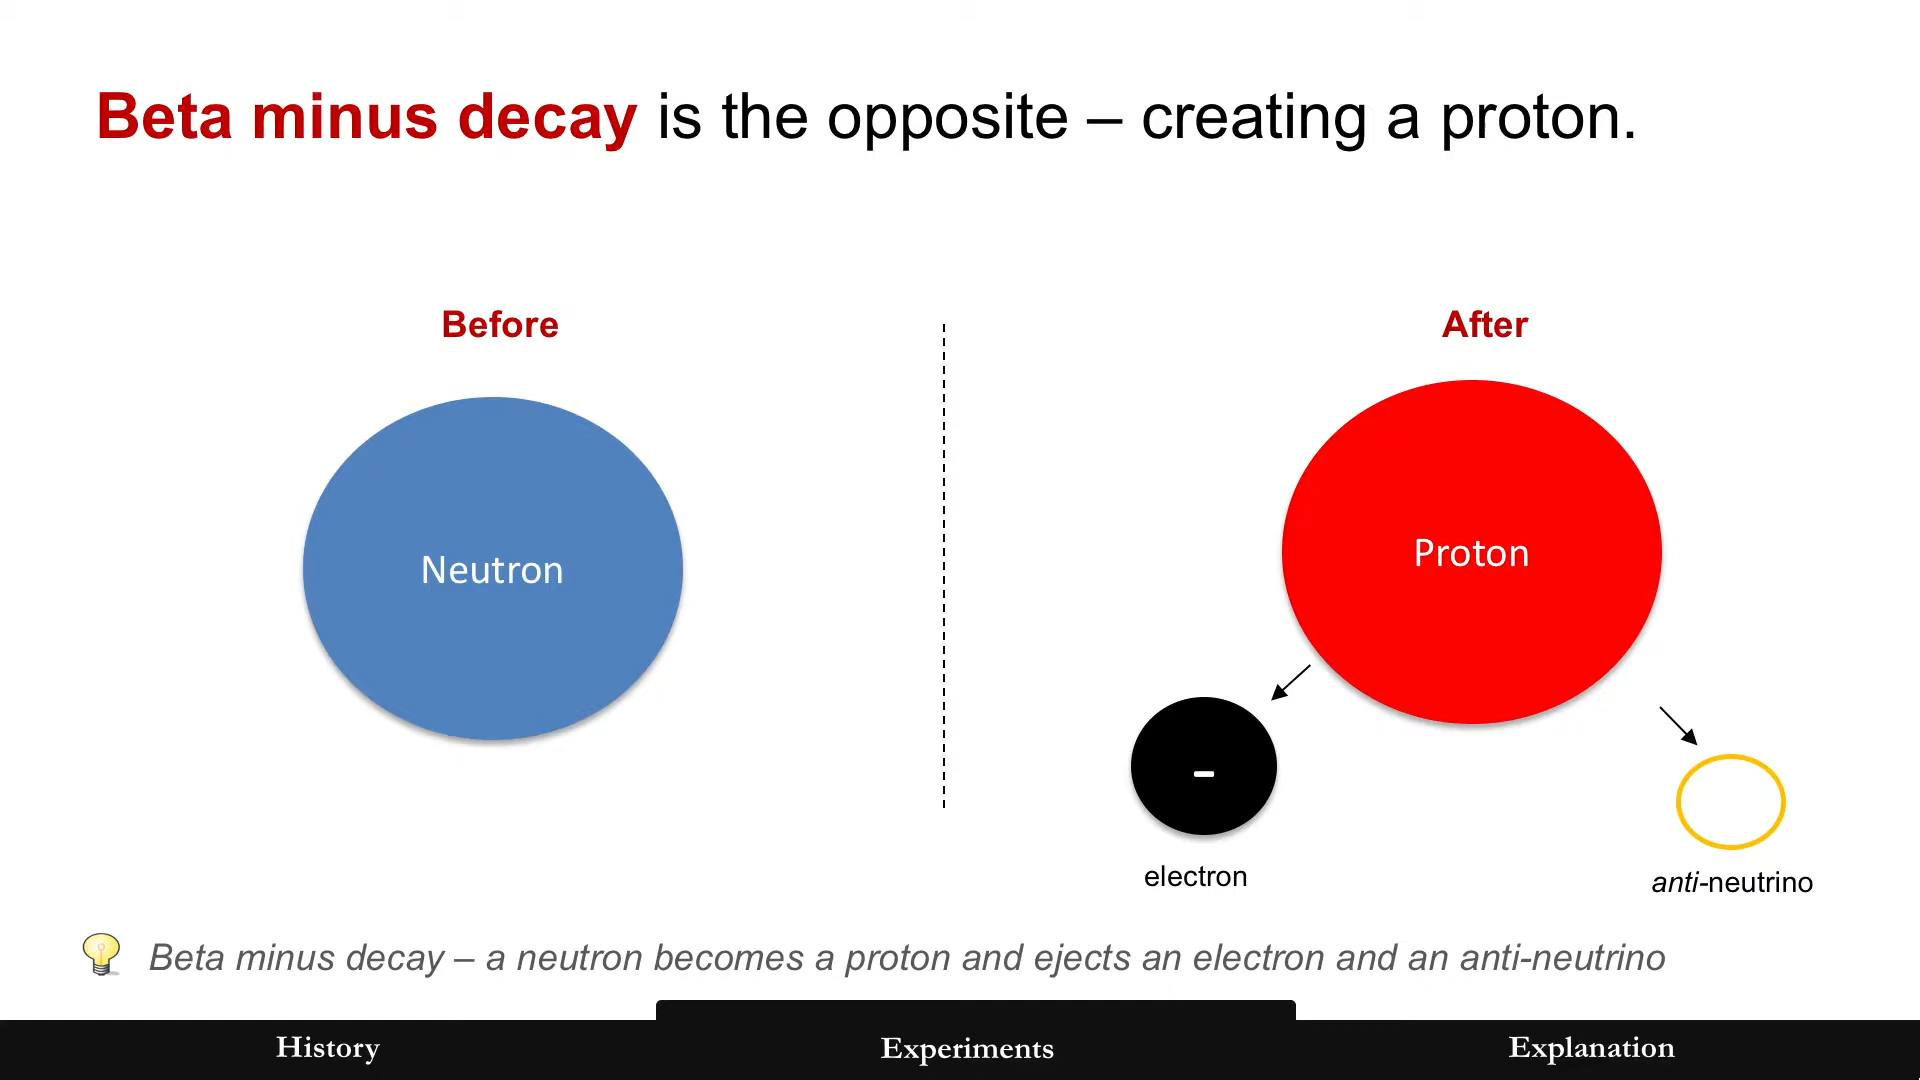 Beta minus decay is the opposite – creating a proton.
Before
After
Neutron
Proton
-
electron
anti-neutrino
Beta minus decay – a neutron becomes a proton and ejects an electron and an anti-neutrino
History
Experiments
Explanation